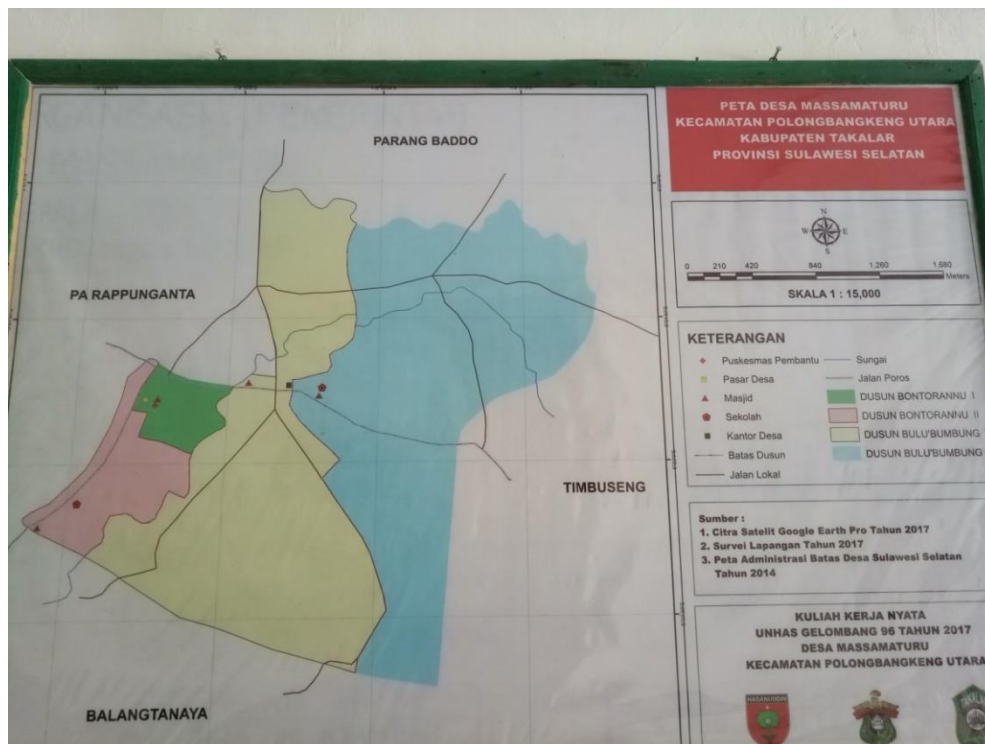 PARANG BADDO
PA RAPPUNGANTA
TIMBUSENG
BALANGTANAYA
PETA DESA MASSAMATURU
KECAMATAN POLONGBANGKENG UTARA
KABUPATEN TAKALAR
PROVINSI SULAWESI SELATAN
N
W E
S
0 210 420 840 1,260 1,680
Meters
SKALA 1 : 15,000
KETERANGAN
Puskesmas Pembantu
Pasar Desa
Masjid
Sekolah
Kantor Desa
Batas Dusun
Jalan Lokal
Sungai
Jalan Poros
DUSUN BONTORANNU I
DUSUN BONTORANNU II
DUSUN BULU'BUMBUNG
DUSUN BULU'BUMBUNG
Sumber :
1. Citra Satelit Google Earth Pro Tahun 2017
2. Survei Lapangan Tahun 2017
3. Peta Administrasi Batas Desa Sulawesi Selatan
Tahun 2014
KULIAH KERJA NYATA
UNHAS GELOMBANG 96 TAHUN 2017
DESA MASSAMATURU
KECAMATAN POLONGBANGKENG UTARA
HASANUDDIN